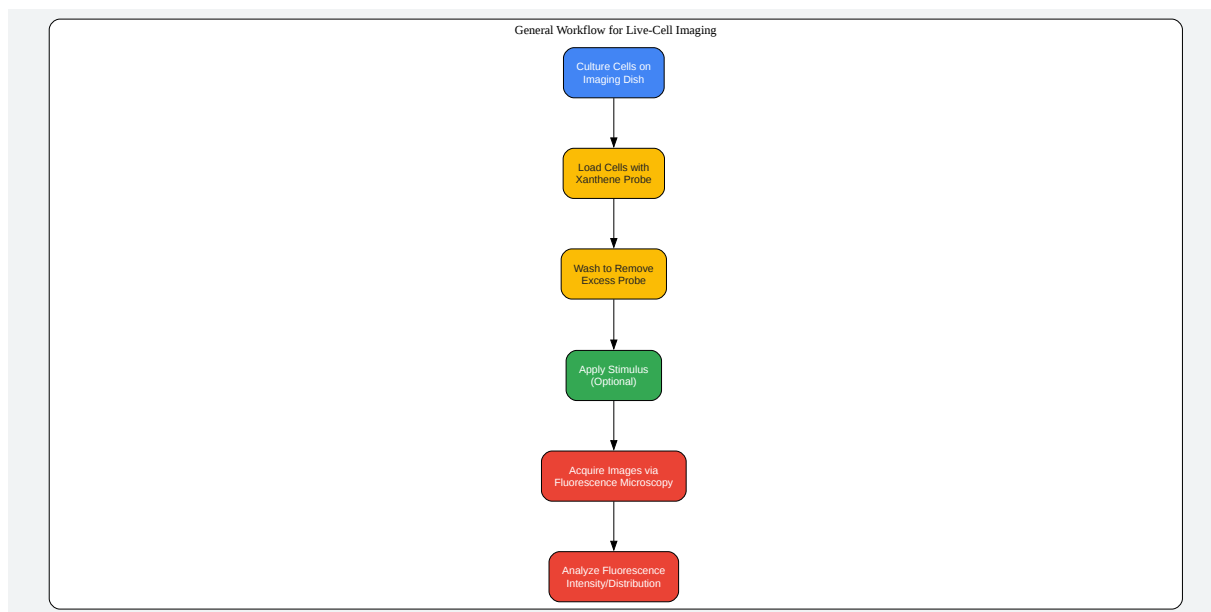 General Workflow for Live-Cell Imaging
Culture Cells on
Imaging Dish
Load Cells with
Xanthene Probe
Wash to Remove
Excess Probe
Apply Stimulus
(Optional)
Acquire Images via
Fluorescence Microscopy
Analyze Fluorescence
Intensity/Distribution